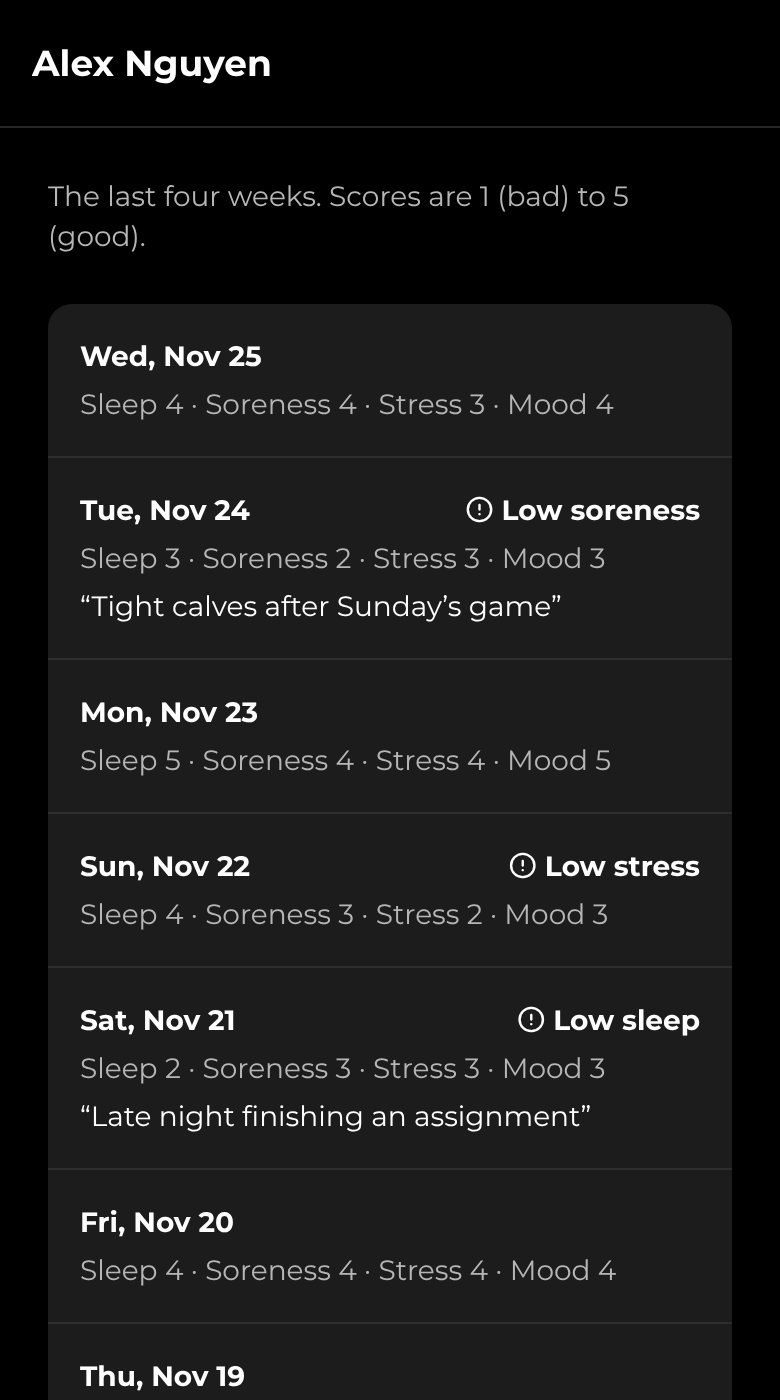 Alex Nguyen
The last four weeks. Scores are 1 (bad) to 5
(good).
Wed, Nov 25
Sleep 4 · Soreness 4 · Stress 3 · Mood 4
Tue, Nov 24 Low soreness
Sleep 3 · Soreness 2 · Stress 3 · Mood 3
“Tight calves after Sunday’s game”
Mon, Nov 23
Sleep 5 · Soreness 4 · Stress 4 · Mood 5
Sun, Nov 22 Low stress
Sleep 4 · Soreness 3 · Stress 2 · Mood 3
Sat, Nov 21 Low sleep
Sleep 2 · Soreness 3 · Stress 3 · Mood 3
“Late night finishing an assignment”
Fri, Nov 20
Sleep 4 · Soreness 4 · Stress 4 · Mood 4
Thu, Nov 19